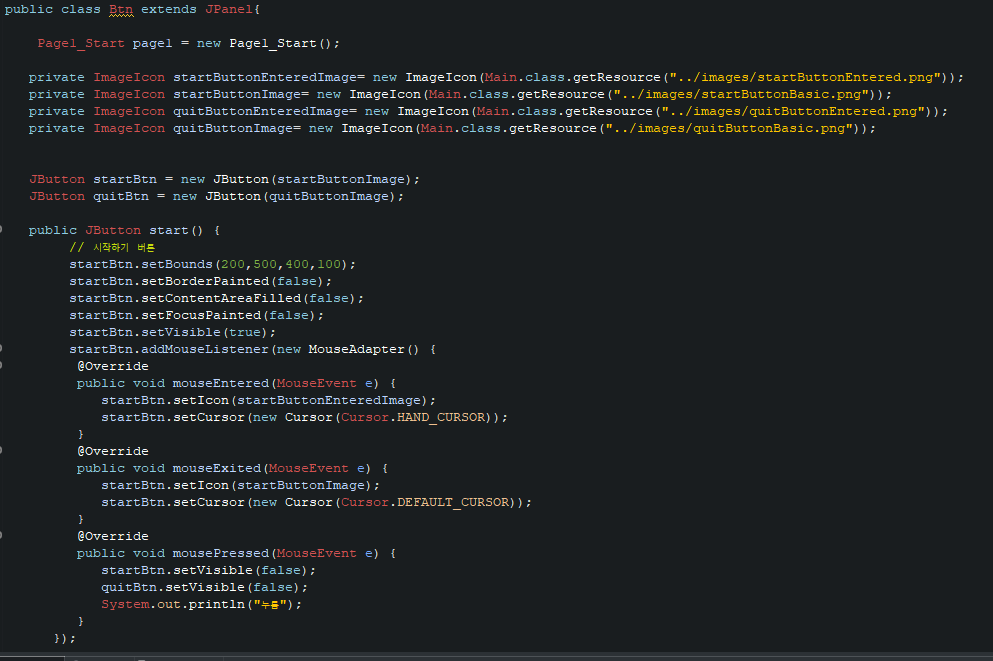 public class Btn extends JPanel{
Page1_Start page1 = new Page1_Start();
private ImageIcon startButtonEnteredImage= new ImageIcon(Main.class.getResource("../images/startButtonEntered.png"));
private ImageIcon startButtonImage= new ImageIcon(Main.class.getResource("../images/startButtonBasic.png"));
private ImageIcon quitButtonEnteredImage= new ImageIcon(Main.class.getResource("../images/quitButtonEntered.png"));
private ImageIcon quitButtonImage= new ImageIcon(Main.class.getResource("../images/quitButtonBasic.png"));
JButton startBtn = new JButton(startButtonImage);
JButton quitBtn = new JButton(quitButtonImage);
public JButton start() {
// 시작하기 버튼
startBtn.setBounds(200,500,400,100);
startBtn.setBorderPainted(false);
startBtn.setContentAreaFilled(false);
startBtn.setFocusPainted(false);
startBtn.setVisible(true);
startBtn.addMouseListener(new MouseAdapter() {
@Override
public void mouseEntered(MouseEvent e) {
startBtn.setIcon(startButtonEnteredImage);
startBtn.setCursor(new Cursor(Cursor.HAND_CURSOR));
}
@Override
public void mouseExited(MouseEvent e) {
startBtn.setIcon(startButtonImage);
startBtn.setCursor(new Cursor(Cursor.DEFAULT_CURSOR));
}
@Override
public void mousePressed(MouseEvent e) {
startBtn.setVisible(false);
quitBtn.setVisible(false);
System.out.println("누름");
}
});